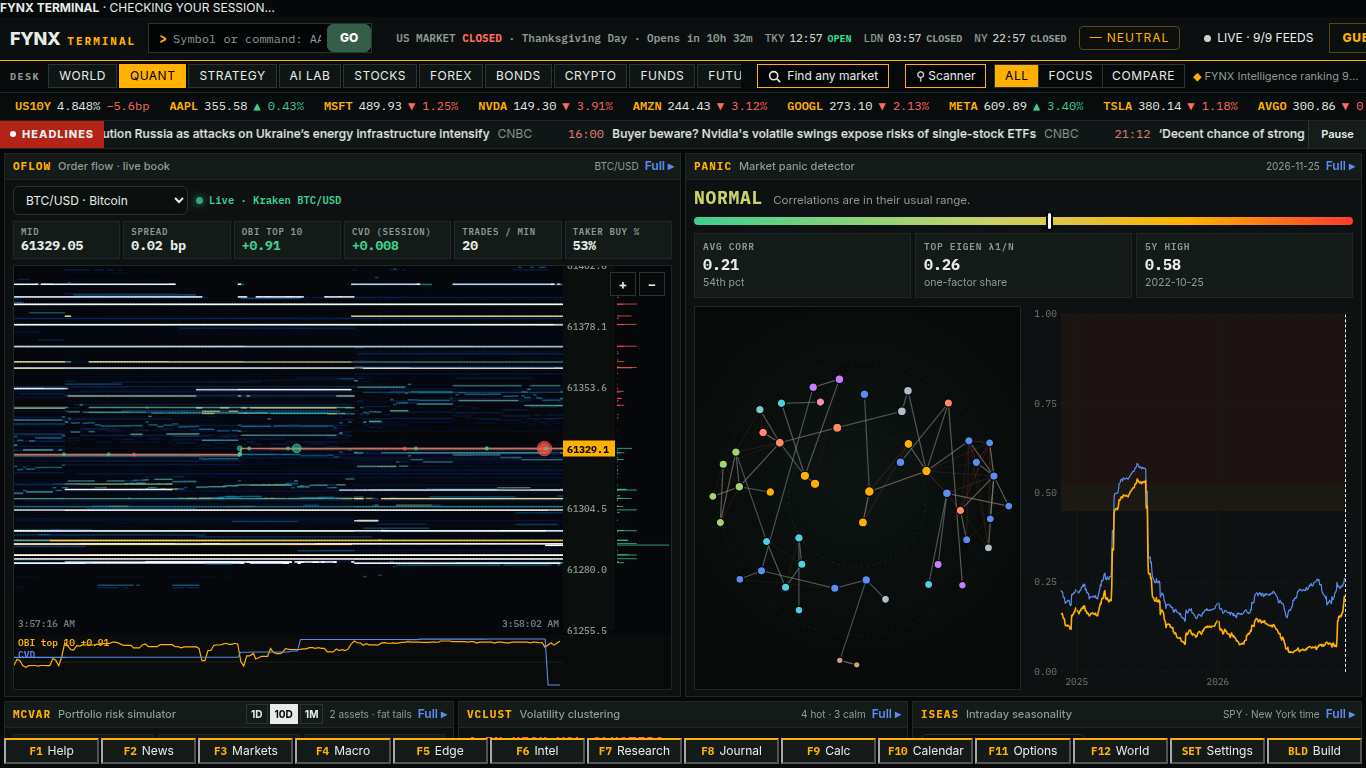 FYNX TERMINAL · CHECKING YOUR SESSION...
FYNX TERMINAL > Symbol or command: AA GO US MARKET CLOSED · Thanksgiving Day · Opens in 10h 32m TKY 12:57 OPEN LDN 03:57 CLOSED NY 22:57 CLOSED — NEUTRAL LIVE · 9/9 FEEDS GUE
DESK WORLD QUANT STRATEGY AI LAB STOCKS FOREX BONDS CRYPTO FUNDS FUTU Find any market Scanner ALL FOCUS COMPARE ◆ FYNX Intelligence ranking 9...
US10Y 4.848% −5.6bp AAPL 355.58 ▲ 0.43% MSFT 489.93 ▼ 1.25% NVDA 149.30 ▼ 3.91% AMZN 244.43 ▼ 3.12% GOOGL 273.10 ▼ 2.13% META 609.89 ▲ 3.40% TSLA 380.14 ▼ 1.18% AVGO 300.86 ▼ 0
HEADLINES ution Russia as attacks on Ukraine's energy infrastructure intensify CNBC 16:00 Buyer beware? Nvidia's volatile swings expose risks of single-stock ETFs CNBC 21:12 'Decent chance of strong Pause
OFLOW Order flow · live book BTC/USD Full ▸
BTC/USD · Bitcoin Live · Kraken BTC/USD
MID SPREAD OBI TOP 10 CVD (SESSION) TRADES / MIN TAKER BUY %
61329.05 0.02 bp +0.91 +0.008 20 53%
+ −
61402.6
61378.1
61353.6
61329.1
61304.5
61280.0
61255.5
3:57:16 AM 3:58:02 AM
OBI top 10 +0.91
CVD
PANIC Market panic detector 2026-11-25 Full ▸
NORMAL Correlations are in their usual range.
AVG CORR TOP EIGEN λ1/N 5Y HIGH
0.21 0.26 0.58
54th pct one-factor share 2022-10-25
1.00
0.75
0.50
0.25
0.00
2025 2026
MCVAR Portfolio risk simulator 1D 10D 1M 2 assets · fat tails Full ▸
VCLUST Volatility clustering 4 hot · 3 calm Full ▸
ISEAS Intraday seasonality SPY · New York time Full ▸
F1 Help F2 News F3 Markets F4 Macro F5 Edge F6 Intel F7 Research F8 Journal F9 Calc F10 Calendar F11 Options F12 World SET Settings BLD Build